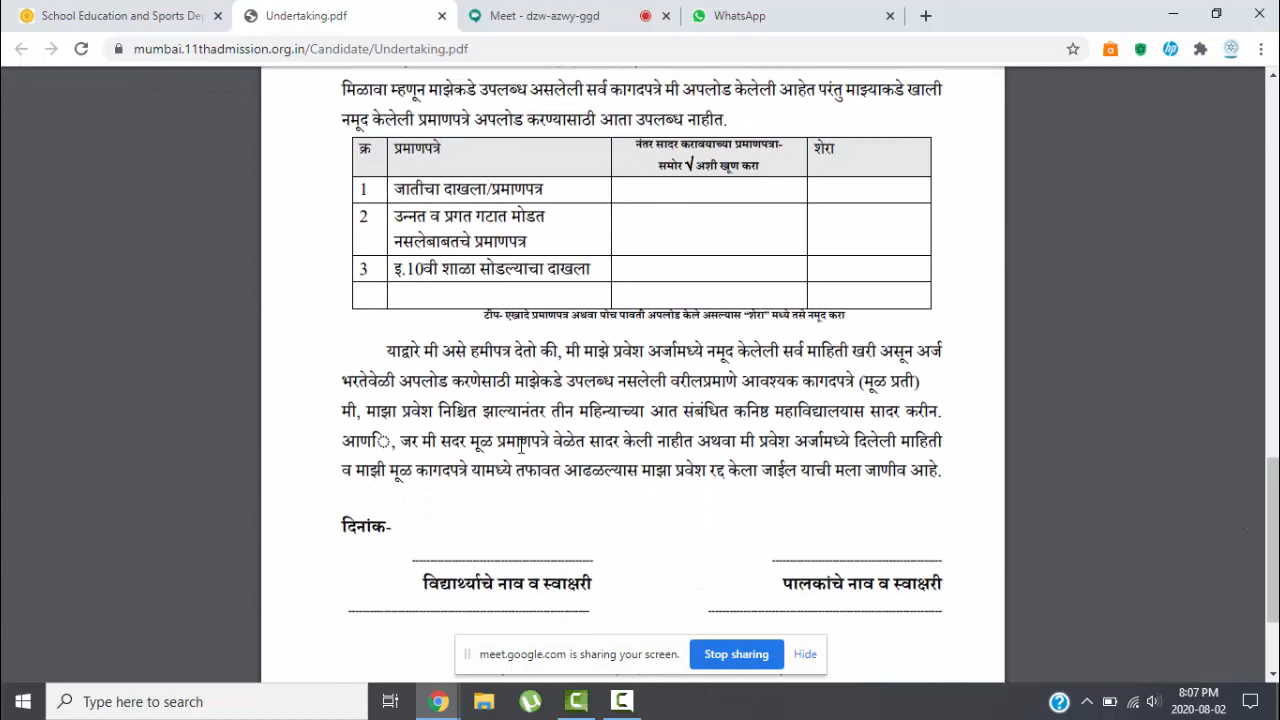 School Education and Sports De
Undertaking.pdf
Meet - dzw-azwy-ggd
WhatsApp
mumbai.11thadmission.org.in/Candidate/Undertaking.pdf
मिळावा म्हणून माझेकडे उपलब्ध असलेली सर्व कागदपत्रे मी अपलोड केलेली आहेत परंतु माझ्याकडे खाली
नमूद केलेली प्रमाणपत्रे अपलोड करण्यासाठी आता उपलब्ध नाहीत.
क्र प्रमाणपत्रे नंतर सादर करावयाच्या प्रमाणपत्रा- शेरा
समोर √ अशी खूण करा
1 जातीचा दाखला/प्रमाणपत्र
2 उन्नत व प्रगत गटात मोडत
नसलेबाबतचे प्रमाणपत्र
3 इ.10वी शाळा सोडल्याचा दाखला
टीप- एखादे प्रमाणपत्र अथवा पोच पावती अपलोड केले असल्यास “शेरा” मध्ये तसे नमूद करा
याद्वारे मी असे हमीपत्र देतो की, मी माझे प्रवेश अर्जामध्ये नमूद केलेली सर्व माहिती खरी असून अर्ज
भरतेवेळी अपलोड करणेसाठी माझेकडे उपलब्ध नसलेली वरीलप्रमाणे आवश्यक कागदपत्रे (मूळ प्रती)
मी, माझा प्रवेश निश्चित झाल्यानंतर तीन महिन्याच्या आत संबंधित कनिष्ठ महाविद्यालयास सादर करीन.
आणि, जर मी सदर मूळ प्रमाणपत्रे वेळेत सादर केली नाहीत अथवा मी प्रवेश अर्जामध्ये दिलेली माहिती
व माझी मूळ कागदपत्रे यामध्ये तफावत आढळल्यास माझा प्रवेश रद्द केला जाईल याची मला जाणीव आहे.
दिनांक-
विद्यार्थ्याचे नाव व स्वाक्षरी पालकांचे नाव व स्वाक्षरी
meet.google.com is sharing your screen. Stop sharing Hide
Type here to search
8:07 PM
2020-08-02